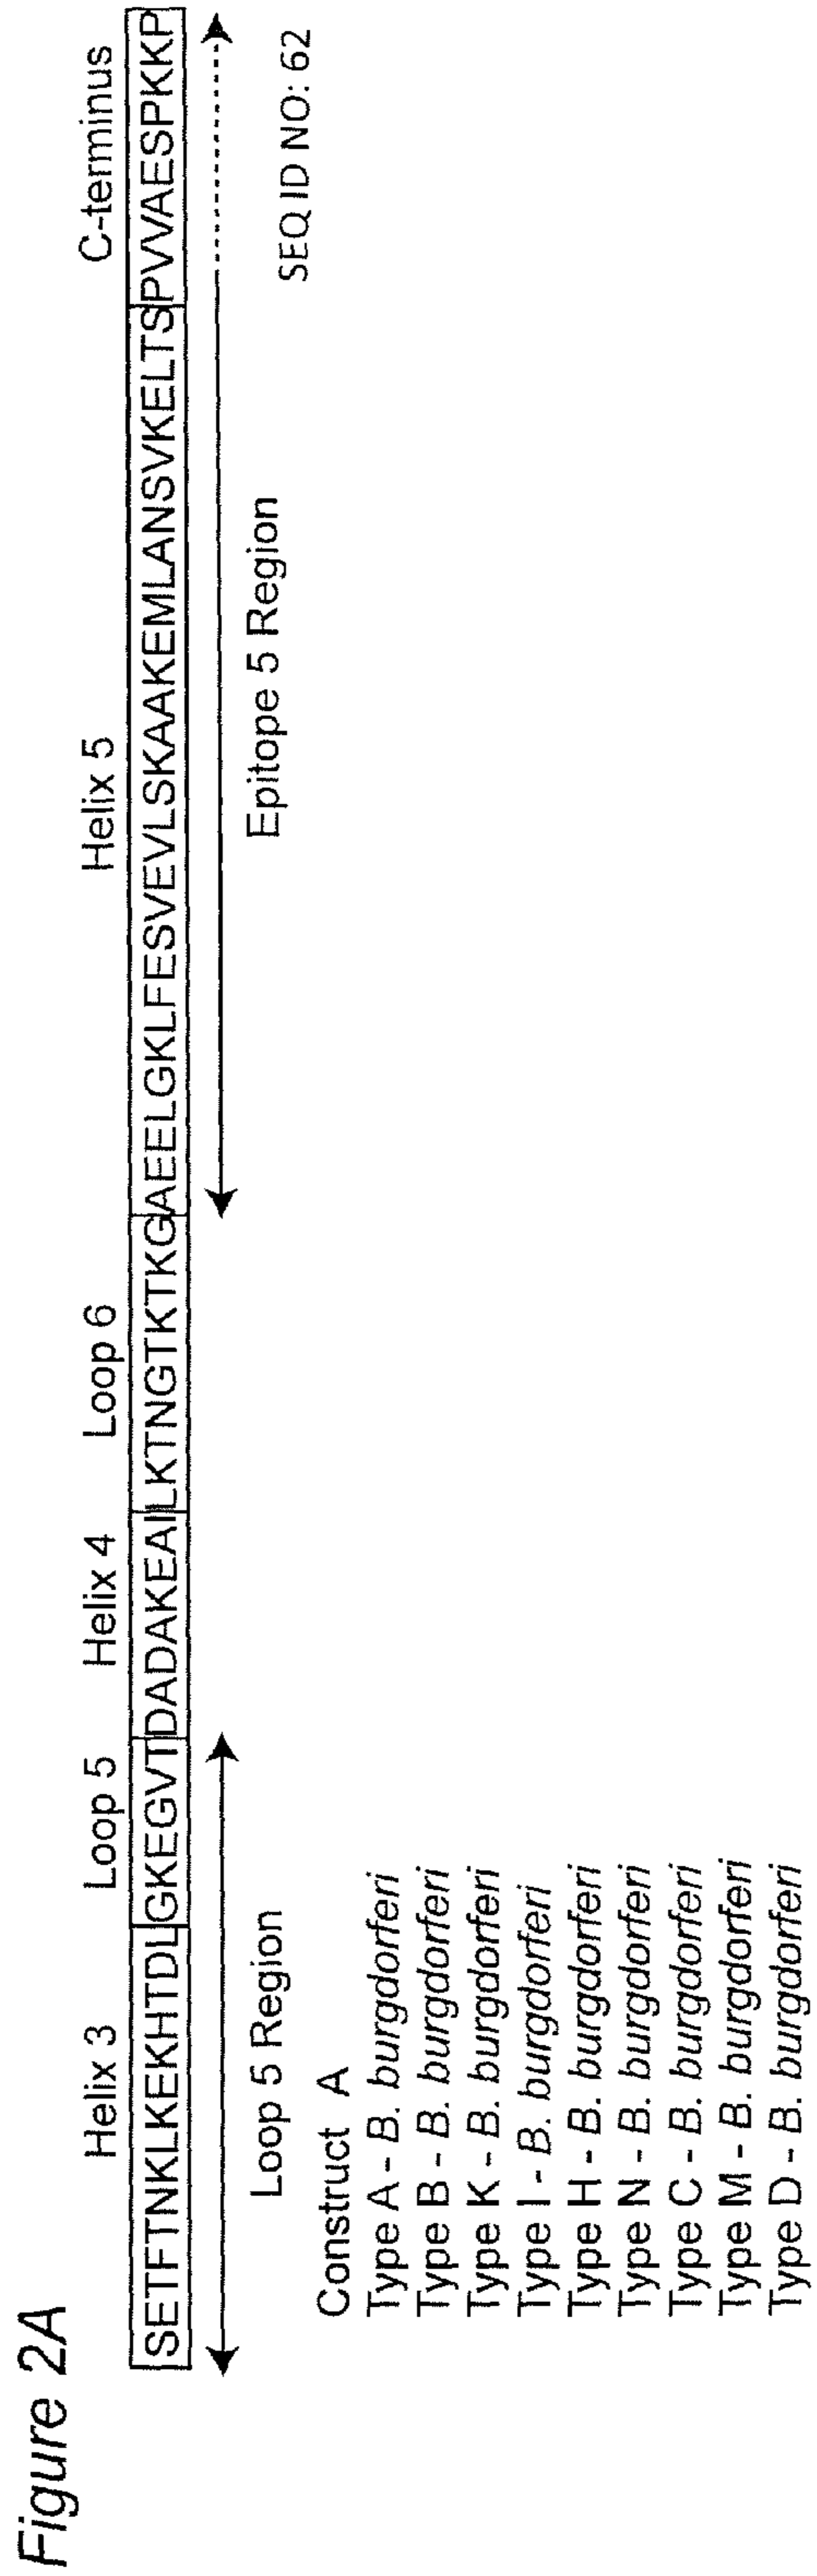 Figure 2A
Helix 3 Loop 5 Helix 4 Loop 6 Helix 5 C-terminus
SETFTNKLKEKHTDLGKEGVTDADAKEAILKTNGTKTKGAEELGKLFESVEVLSKAAKEMLANSVKELTSPVVAESPKKP
Loop 5 Region Epitope 5 Region SEQ ID NO: 62
Construct A
Type A - B. burgdorferi
Type B - B. burgdorferi
Type K - B. burgdorferi
Type I - B. burgdorferi
Type H - B. burgdorferi
Type N - B. burgdorferi
Type C - B. burgdorferi
Type M - B. burgdorferi
Type D - B. burgdorferi